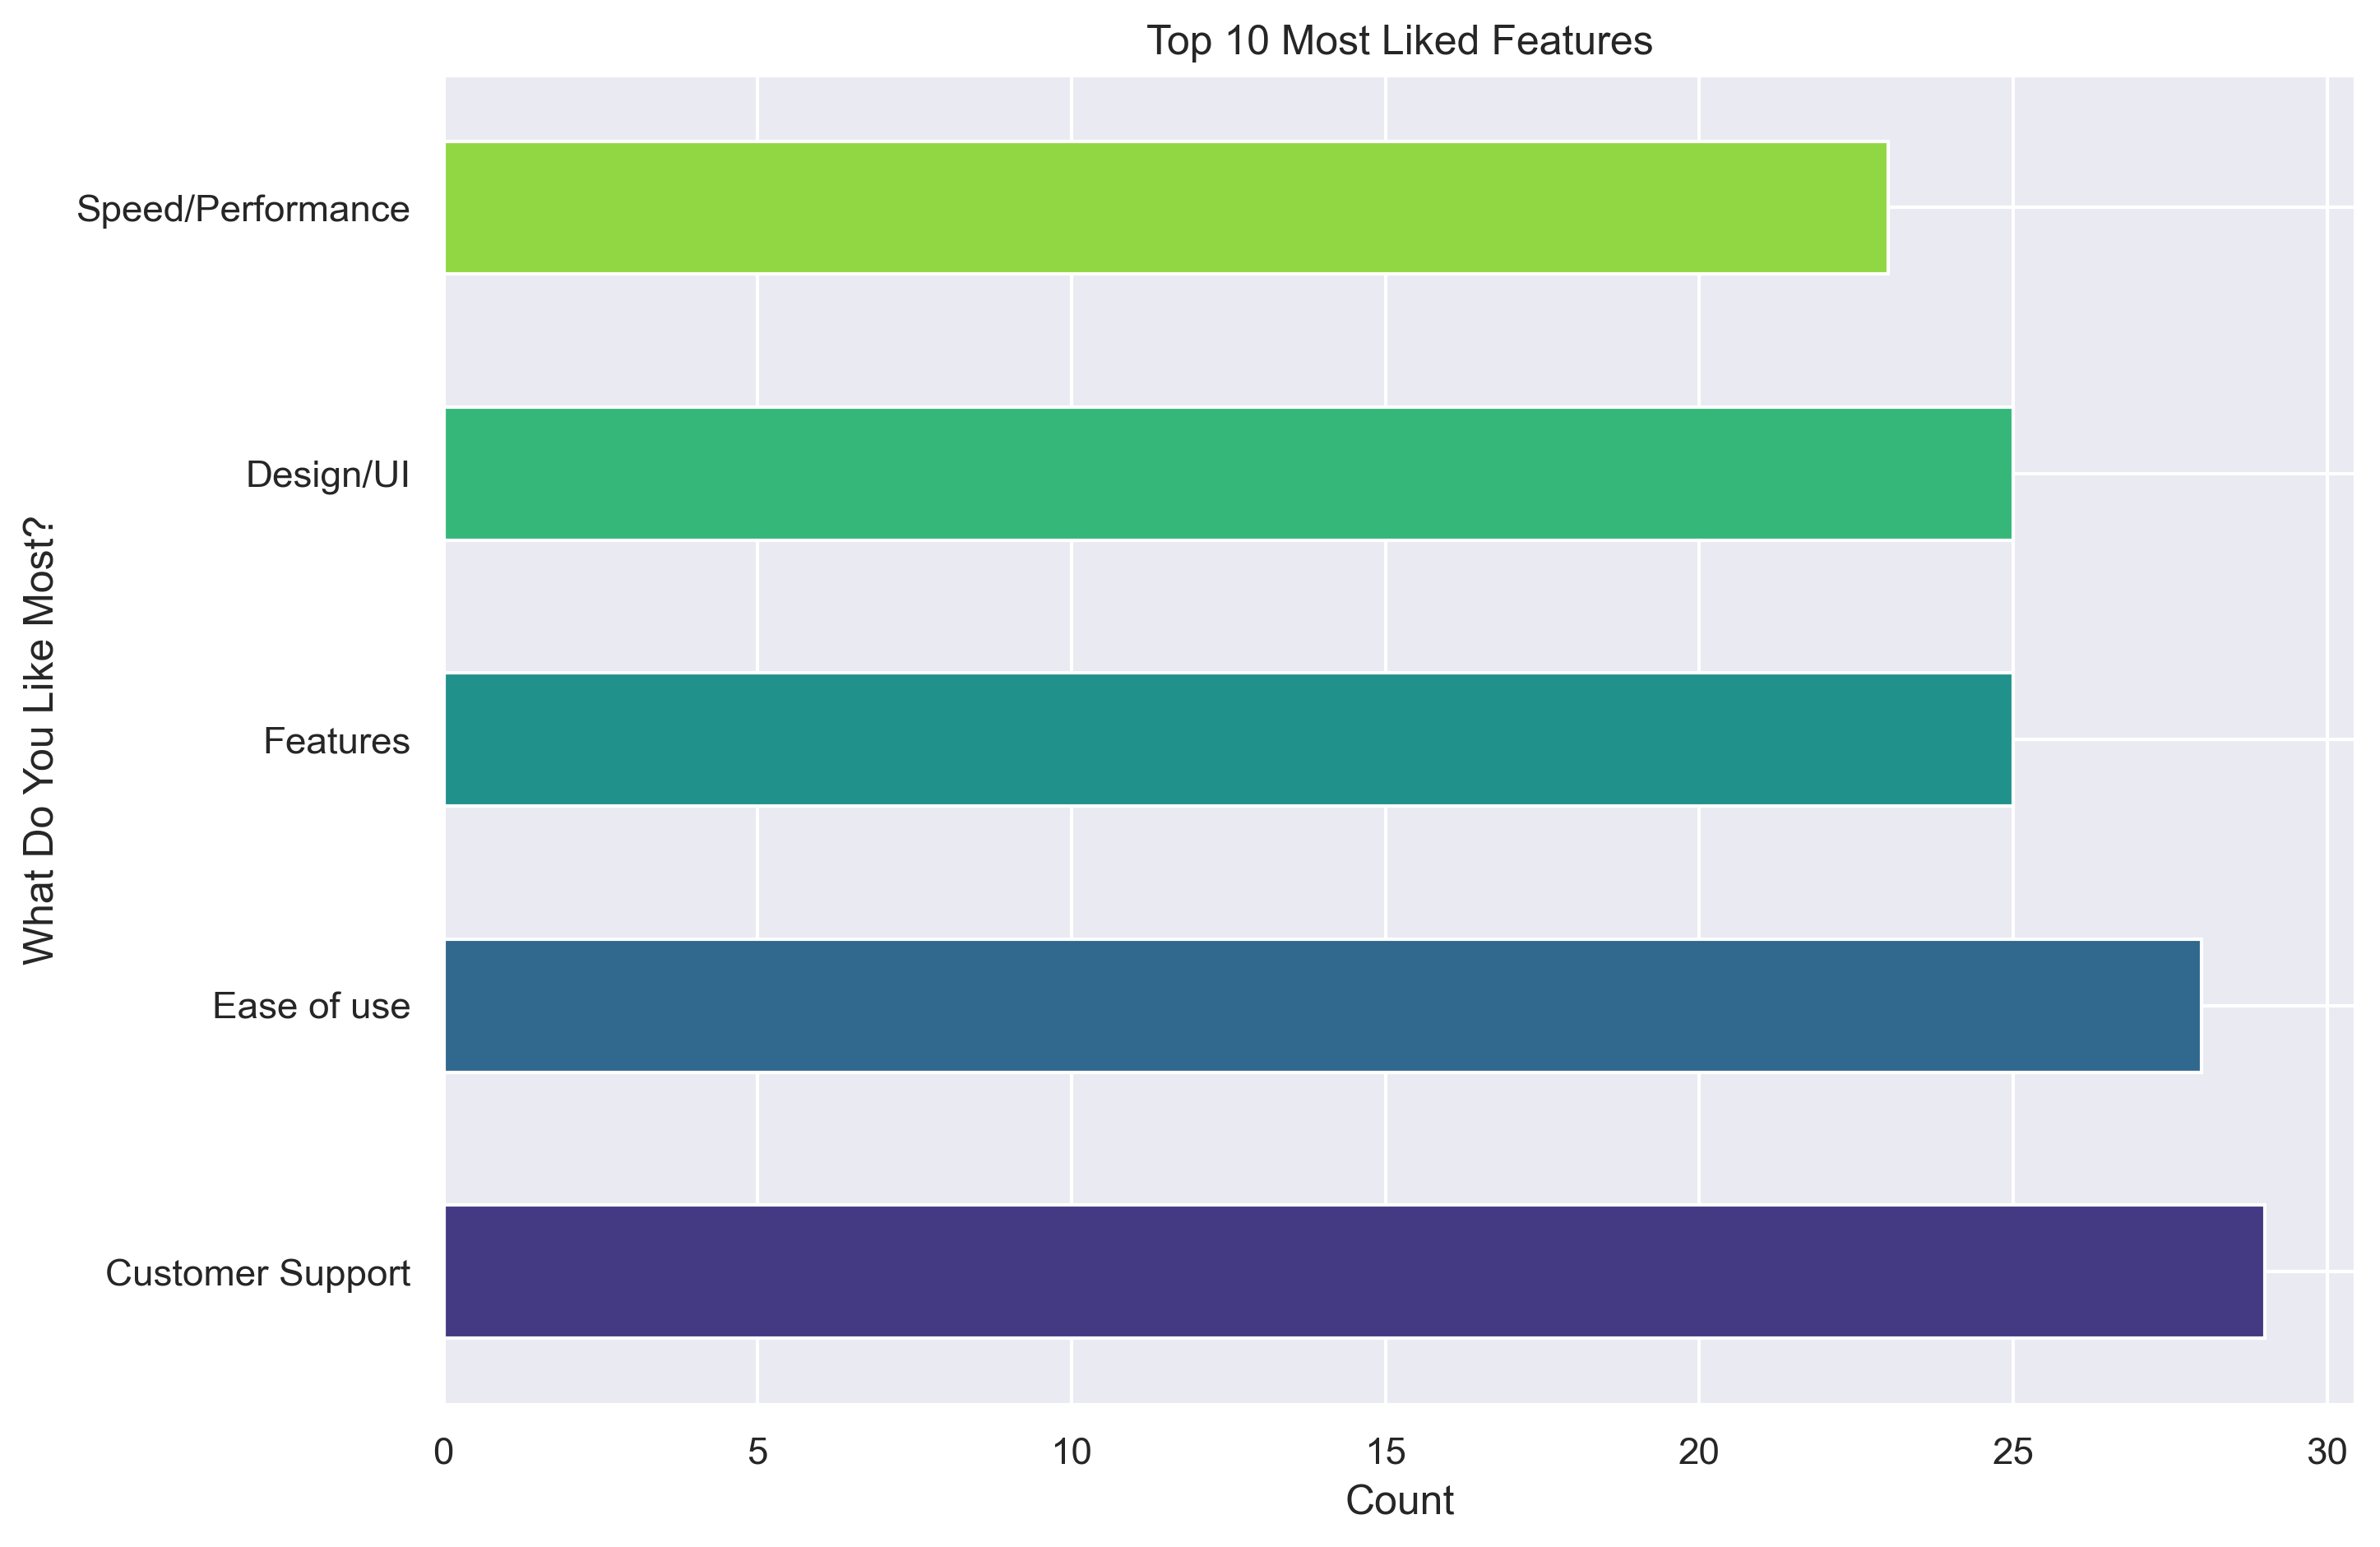 Top 10 Most Liked Features
What Do You Like Most?
Speed/Performance
Design/UI
Features
Ease of use
Customer Support
0 5 10 15 20 25 30
Count